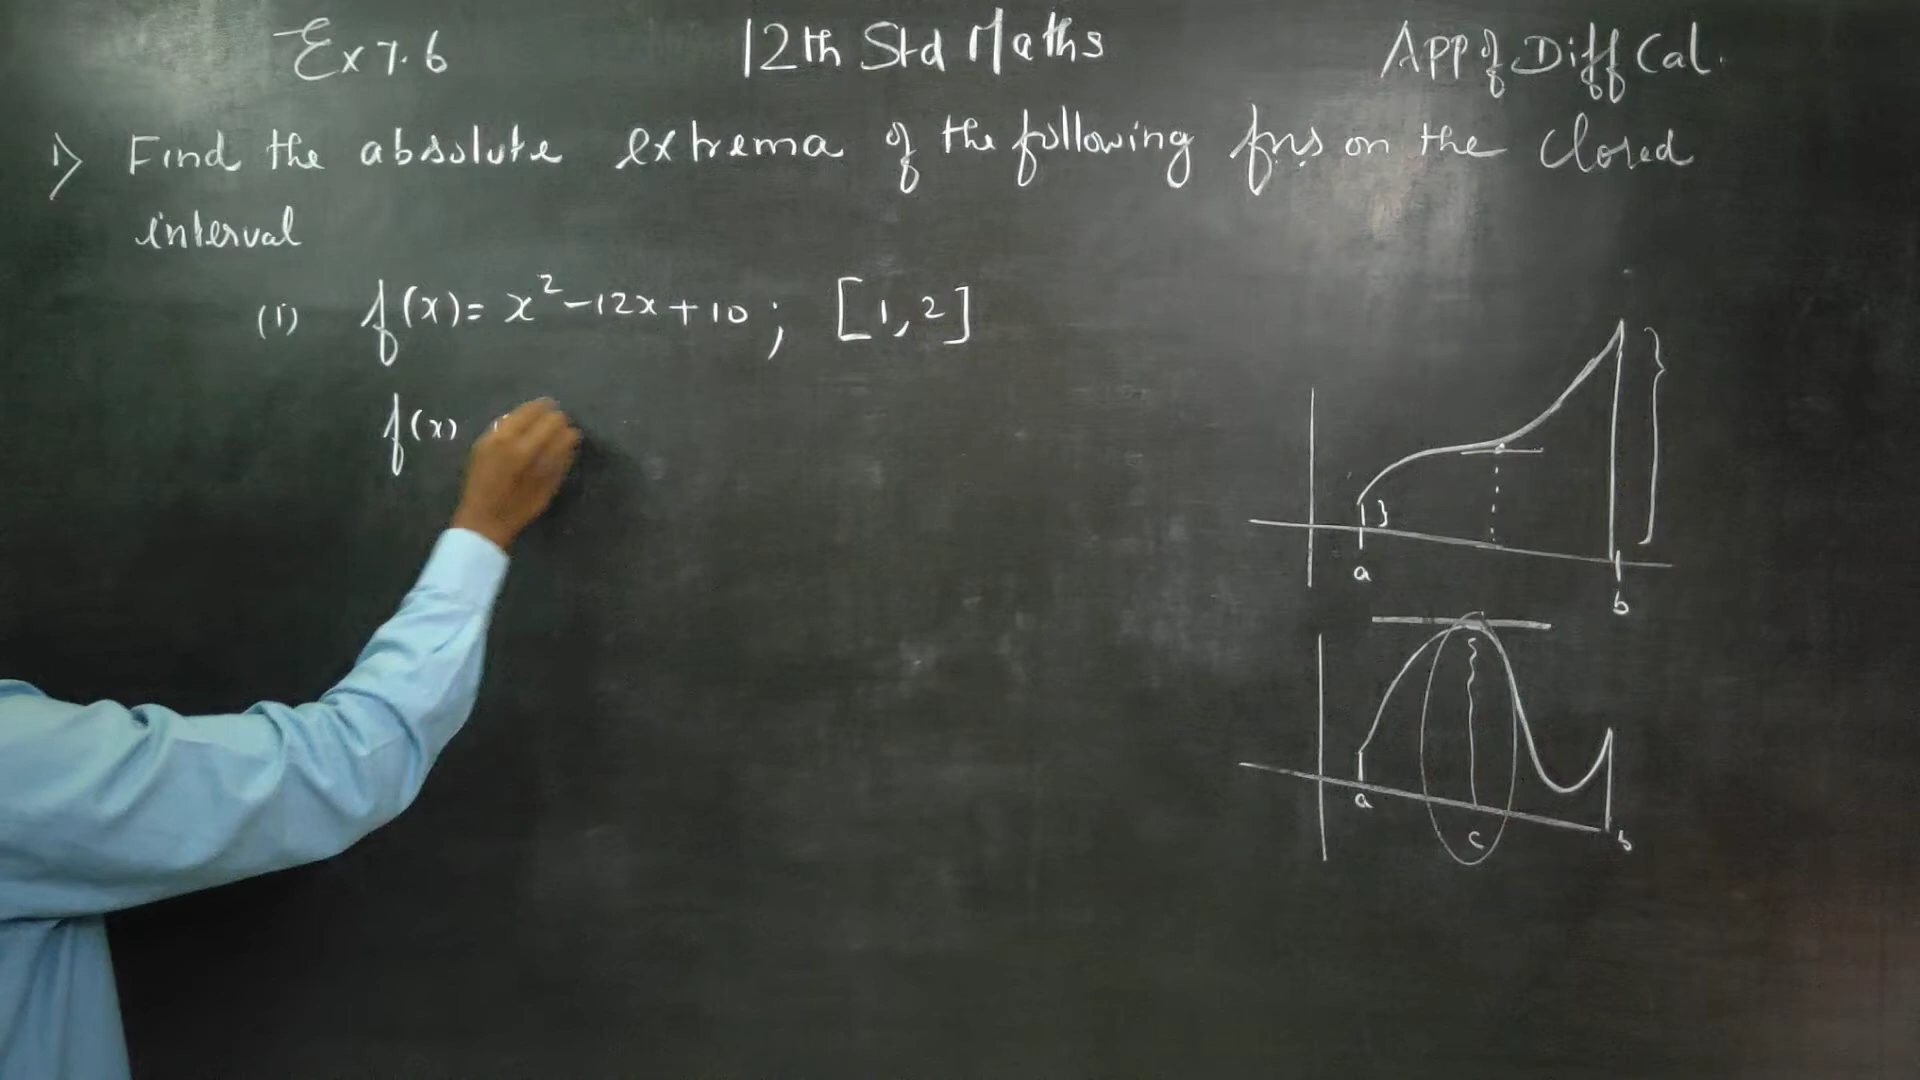 Ex 7.6 12th Std Maths App of Diff Cal.
1) Find the absolute extrema of the following fns on the closed
interval
(i) f(x) = x²-12x+10 ; [1,2]
f(x)
a
b
a
c
b